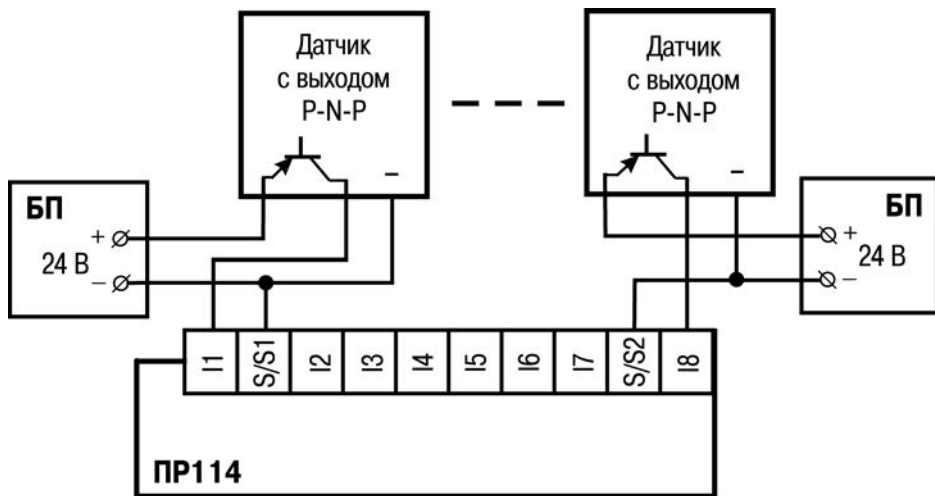 Датчик
с выходом
P-N-P
–
Датчик
с выходом
P-N-P
–
БП
+
24 В
–
БП
+
24 В
–
I1
S/S1
I2
I3
I4
I5
I6
I7
S/S2
I8
ПР114